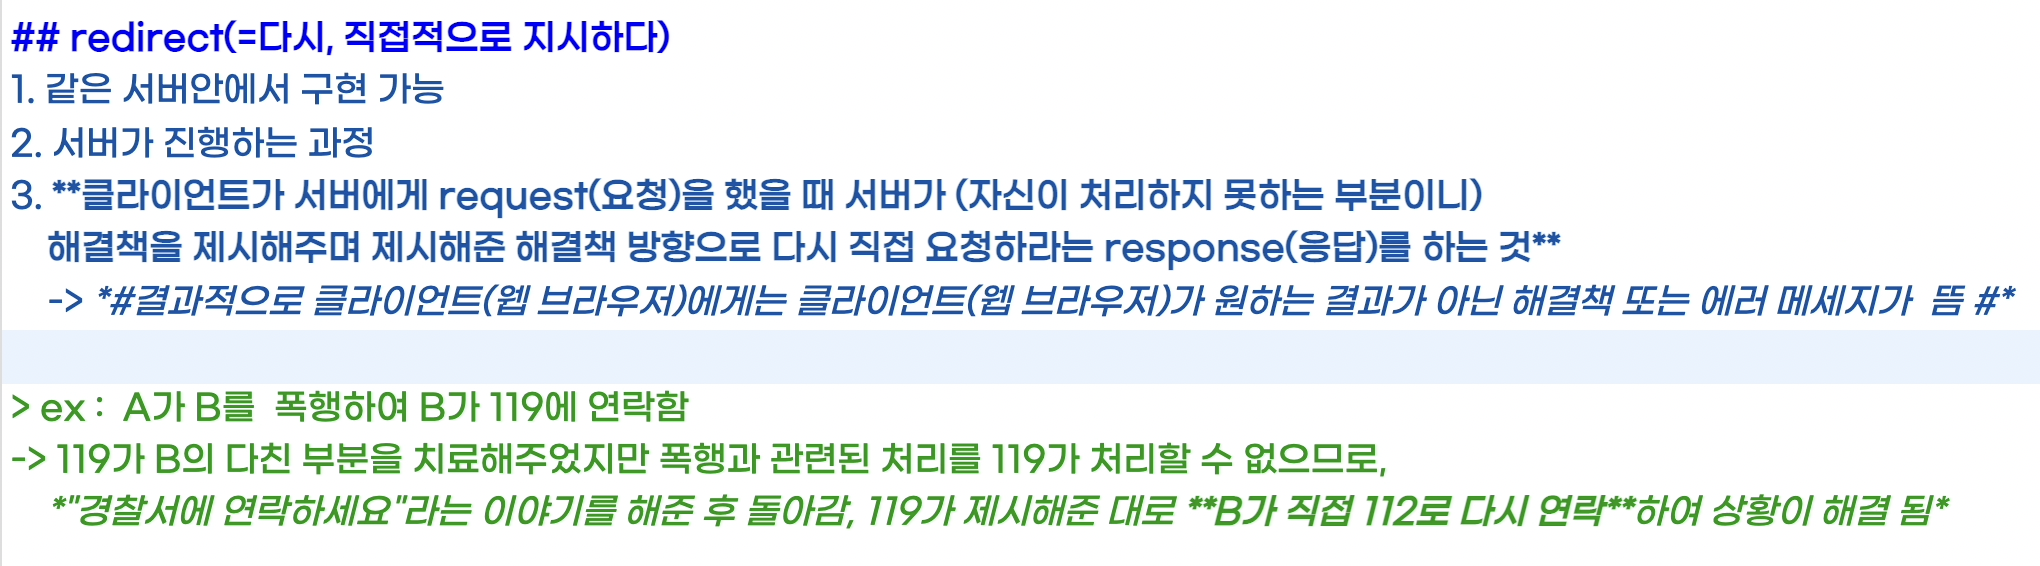 ## redirect(=다시, 직접적으로 지시하다)
1. 같은 서버안에서 구현 가능
2. 서버가 진행하는 과정
3. **클라이언트가 서버에게 request(요청)을 했을 때 서버가 (자신이 처리하지 못하는 부분이니)
해결책을 제시해주며 제시해준 해결책 방향으로 다시 직접 요청하라는 response(응답)를 하는 것**
-> *#결과적으로 클라이언트(웹 브라우저)에게는 클라이언트(웹 브라우저)가 원하는 결과가 아닌 해결책 또는 에러 메세지가 뜸 #*
> ex : A가 B를 폭행하여 B가 119에 연락함
-> 119가 B의 다친 부분을 치료해주었지만 폭행과 관련된 처리를 119가 처리할 수 없으므로,
*"경찰서에 연락하세요"라는 이야기를 해준 후 돌아감, 119가 제시해준 대로 **B가 직접 112로 다시 연락**하여 상황이 해결 됨*